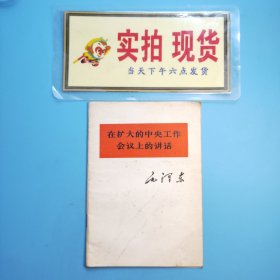 实拍 现货
当天下午六点发货
在扩大的中央工作
会议上的讲话
毛泽东